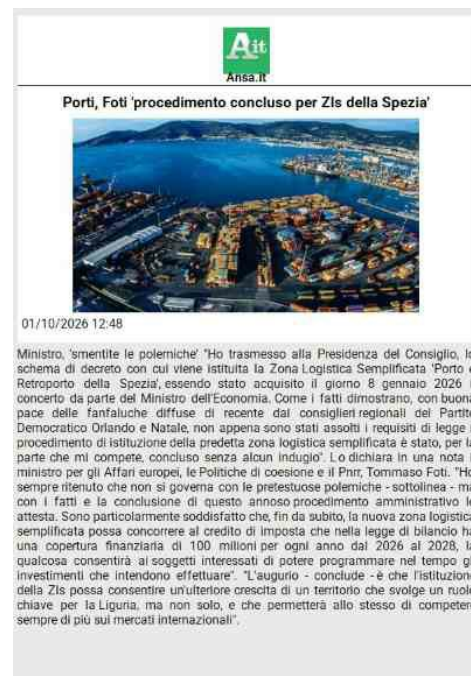 Ait
Ansa.it
Porti, Foti 'procedimento concluso per Zls della Spezia'
01/10/2026 12:48
Ministro, 'smentite le polemiche' "Ho trasmesso alla Presidenza del Consiglio, lo
schema di decreto con cui viene istituita la Zona Logistica Semplificata 'Porto e
Retroporto della Spezia', essendo stato acquisito il giorno 8 gennaio 2026
concerto da parte del Ministro dell'Economia. Come i fatti dimostrano, con buona
pace delle fanfaluche diffuse di recente dai consiglieri regionali del Partito
Democratico Orlando e Natale, non appena sono stati assolti i requisiti di legge
procedimento di istituzione della predetta zona logistica semplificata è stato, per la
parte che mi compete, concluso senza alcun indugio". Lo dichiara in una nota
ministro per gli Affari europei, le Politiche di coesione e il Pnrr, Tommaso Foti. "Ho
sempre ritenuto che non si governa con le pretestuose polemiche - sottolinea - ma
con i fatti e la conclusione di questo annoso procedimento amministrativo lo
attesta. Sono particolarmente soddisfatto che, fin da subito, la nuova zona logistica
semplificata possa concorrere al credito di imposta che nella legge di bilancio ha
una copertura finanziaria di 100 milioni per ogni anno dal 2026 al 2028, la
qualcosa consentirà ai soggetti interessati di potere programmare nel tempo gli
investimenti che intendono effettuare". "L'augurio - conclude - è che l'istituzione
della Zls possa consentire un'ulteriore crescita di un territorio che svolge un ruolo
chiave per la Liguria, ma non solo, e che permetterà allo stesso di competere
sempre di più sui mercati internazionali".